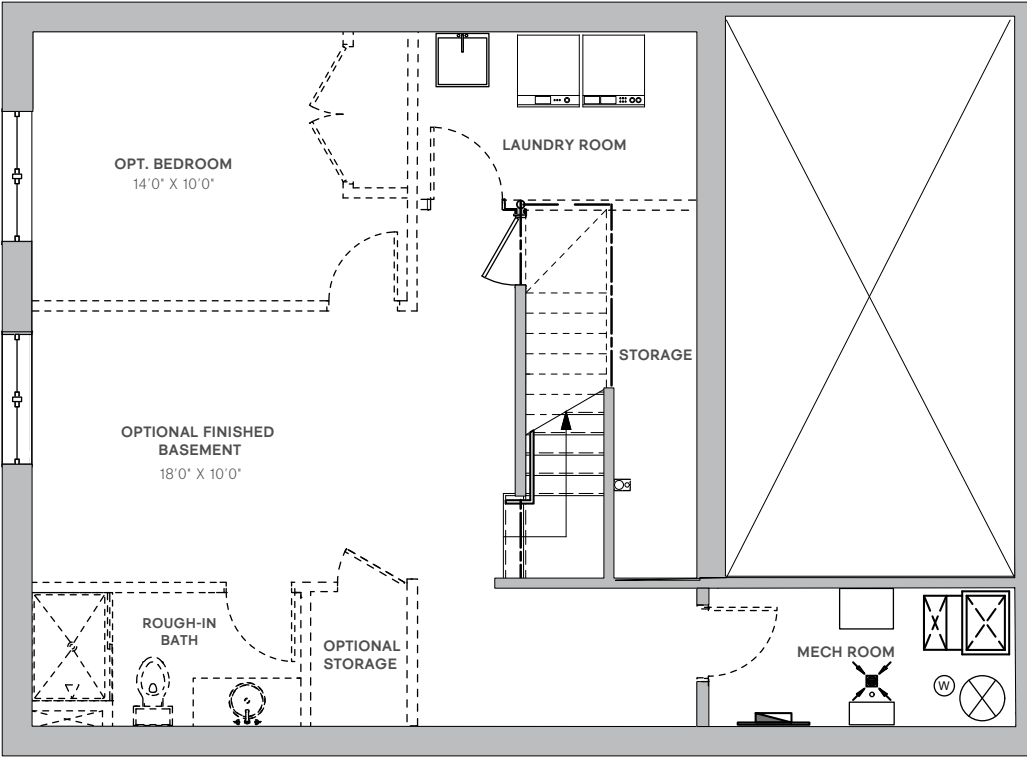 LAUNDRY ROOM
OPT. BEDROOM
14'0" X 10'0"
STORAGE
OPTIONAL FINISHED
BASEMENT
18'0" X 10'0"
ROUGH-IN
BATH
OPTIONAL
STORAGE
MECH ROOM
W